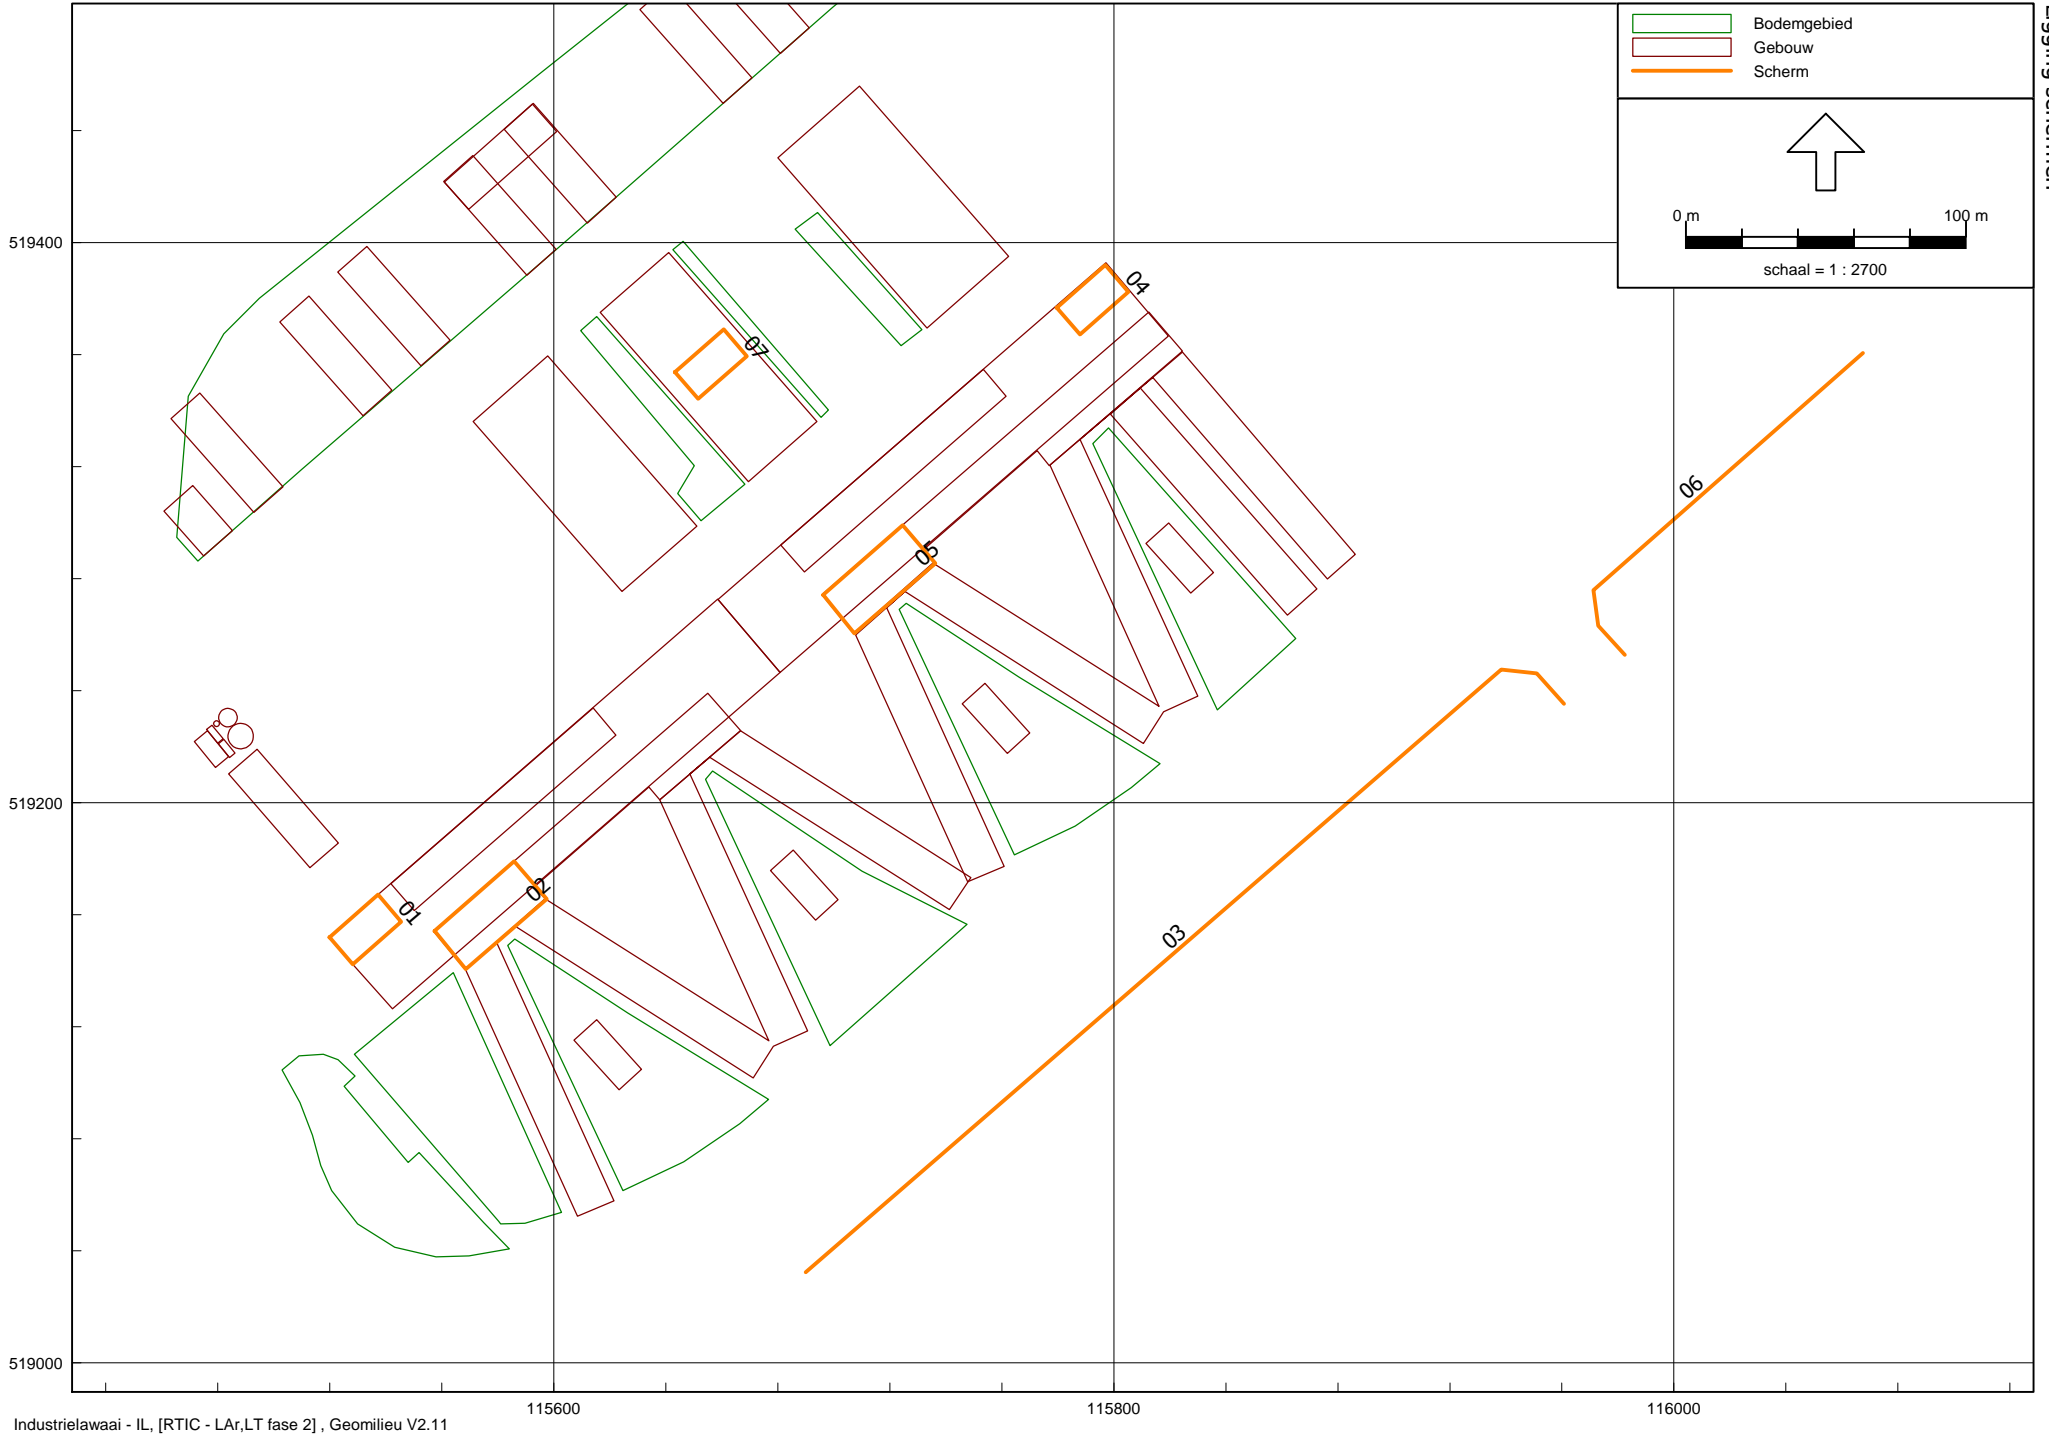 Bodemgebied
Gebouw
Scherm
0 m 100 m
schaal = 1 : 2700
519400
519200
519000
04
07
06
05
02
01
03
115600 115800 116000
Industrielawaai - IL, [RTIC - LAr,LT fase 2] , Geomilieu V2.11